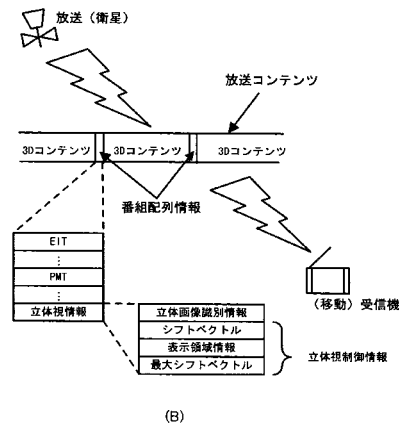 放送（衛星）
放送コンテンツ
3Dコンテンツ 3Dコンテンツ 3Dコンテンツ
番組配列情報
EIT
⋮
PMT
⋮
立体視情報
立体画像識別情報
シフトベクトル
表示領域情報
最大シフトベクトル
立体視制御情報
（移動）受信機
(B)